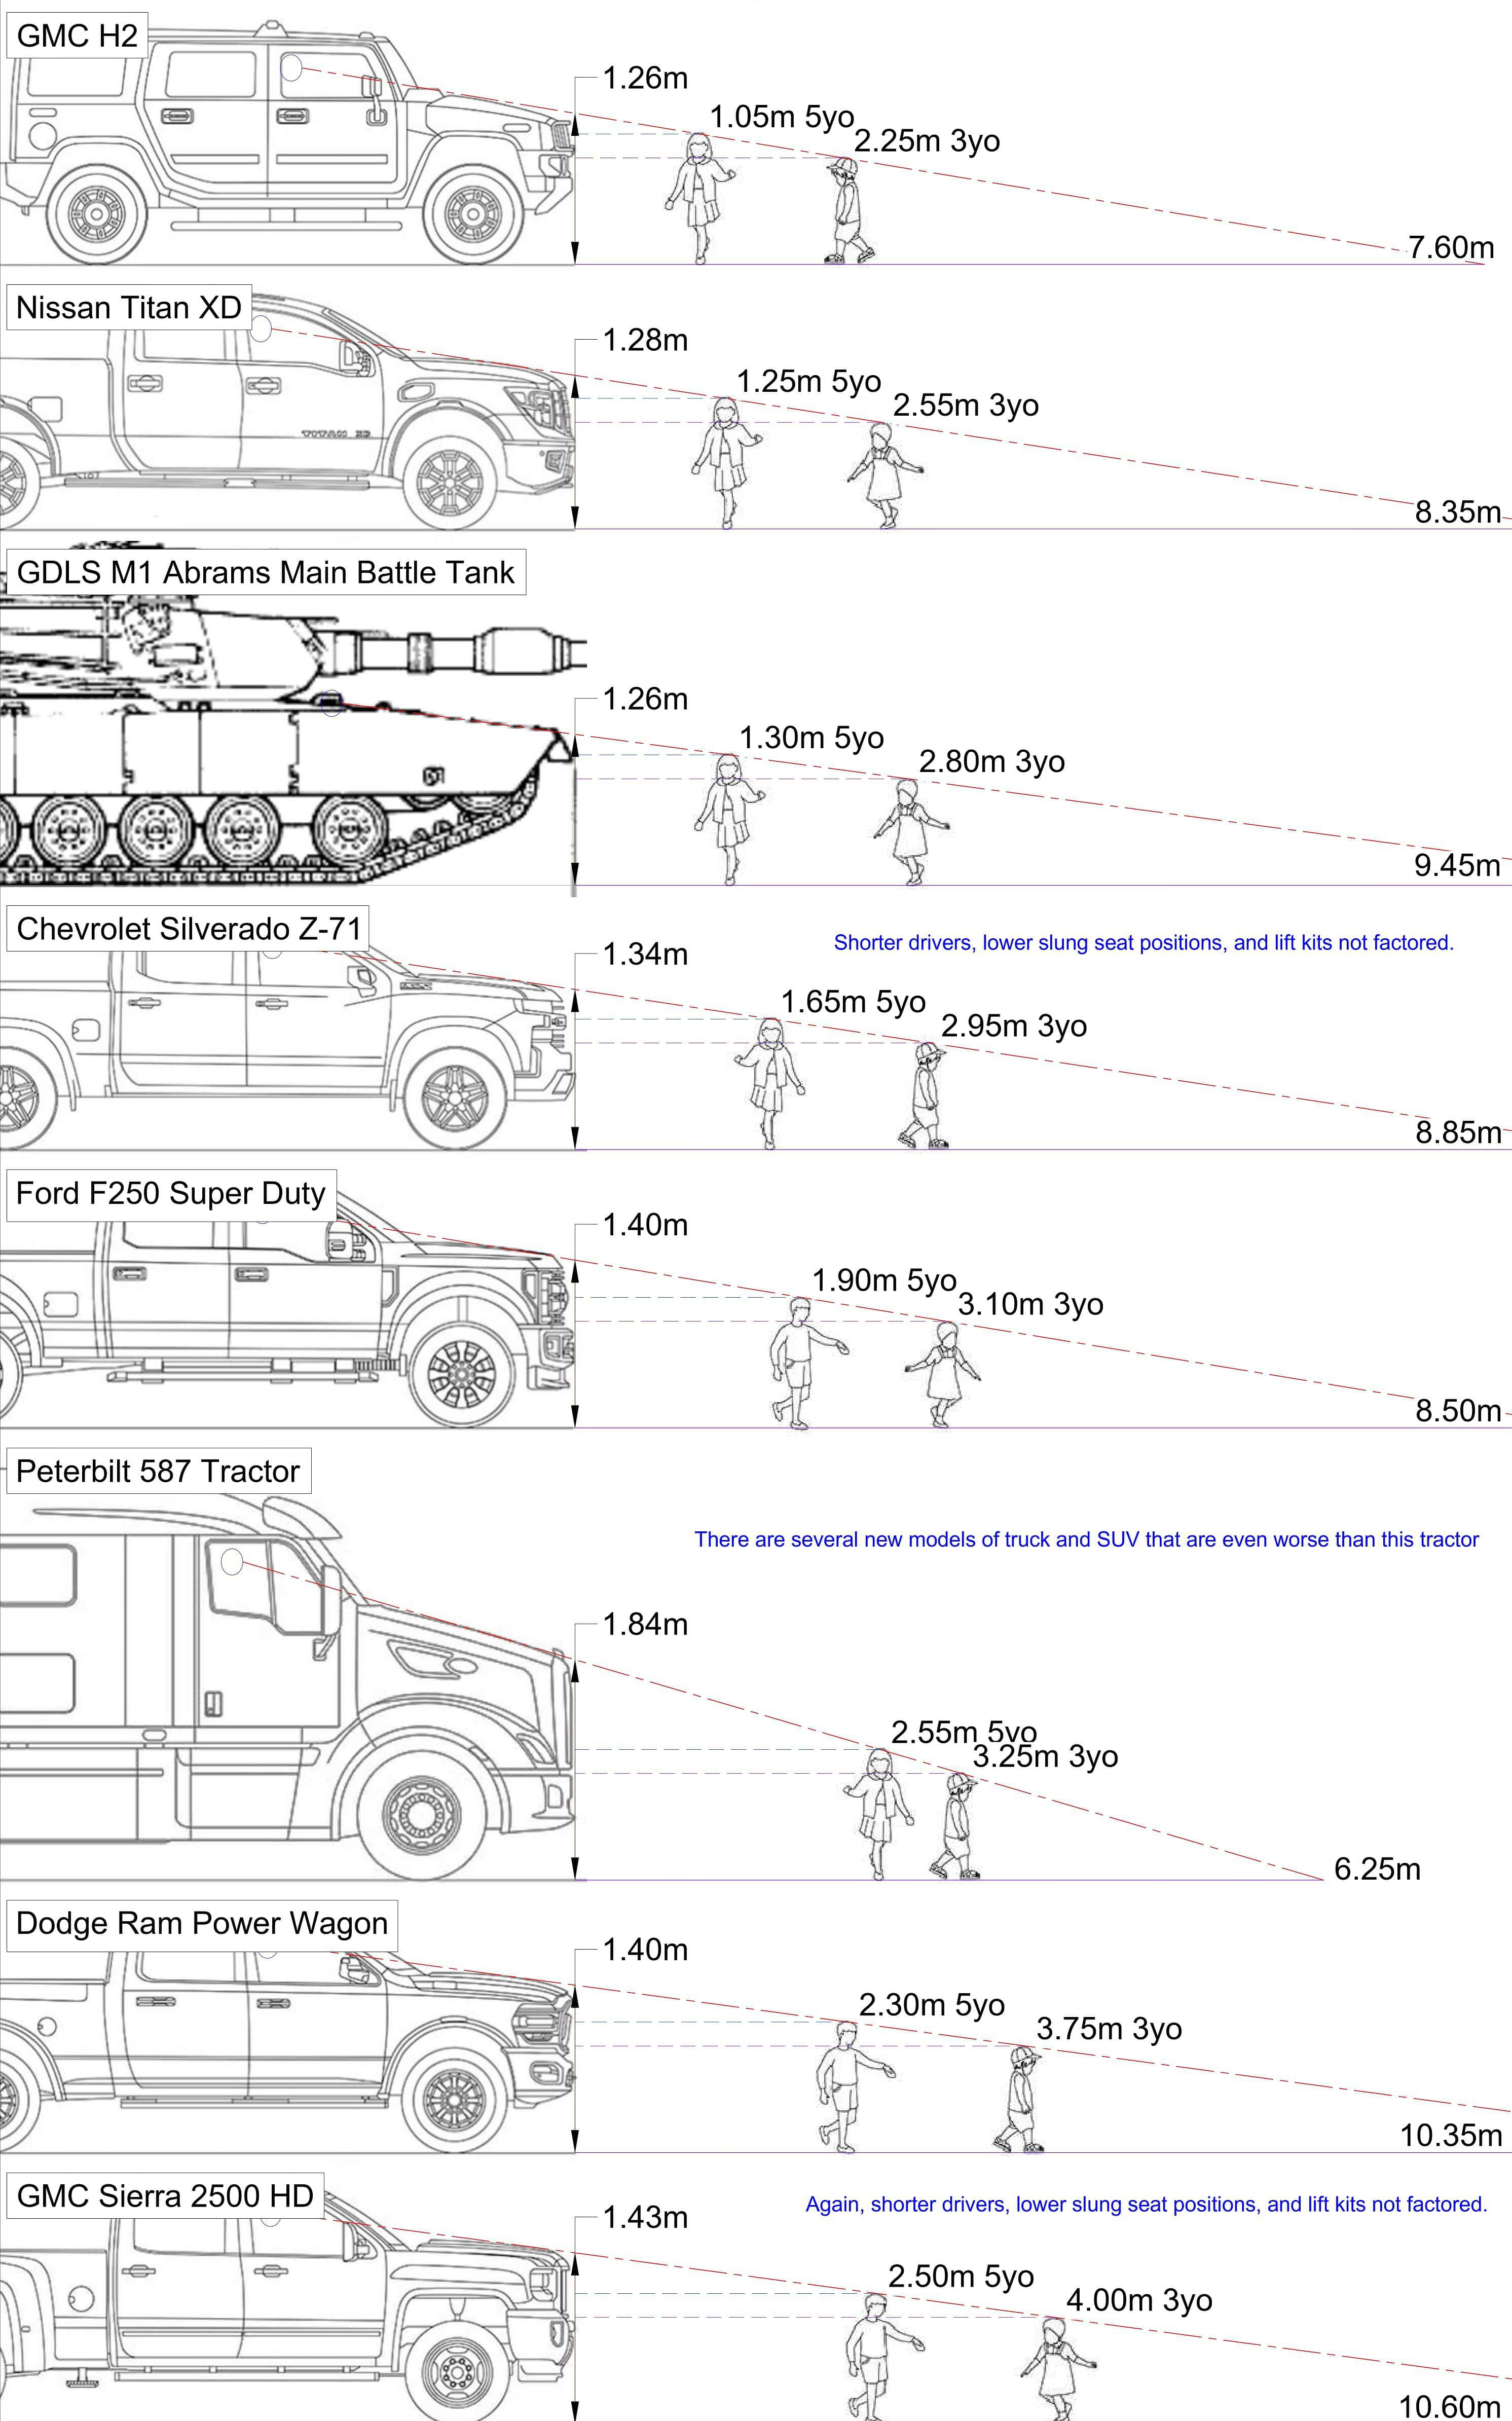 GMC H2
1.26m
1.05m 5yo
2.25m 3yo
7.60m
Nissan Titan XD
1.28m
1.25m 5yo
2.55m 3yo
TITAN XD
8.35m
GDLS M1 Abrams Main Battle Tank
1.26m
1.30m 5yo
2.80m 3yo
9.45m
Chevrolet Silverado Z-71
Shorter drivers, lower slung seat positions, and lift kits not factored.
1.34m
1.65m 5yo
2.95m 3yo
8.85m
Ford F250 Super Duty
1.40m
1.90m 5yo
3.10m 3yo
8.50m
Peterbilt 587 Tractor
There are several new models of truck and SUV that are even worse than this tractor
1.84m
2.55m 5yo
3.25m 3yo
6.25m
Dodge Ram Power Wagon
1.40m
2.30m 5yo
3.75m 3yo
10.35m
GMC Sierra 2500 HD
Again, shorter drivers, lower slung seat positions, and lift kits not factored.
1.43m
2.50m 5yo
4.00m 3yo
10.60m